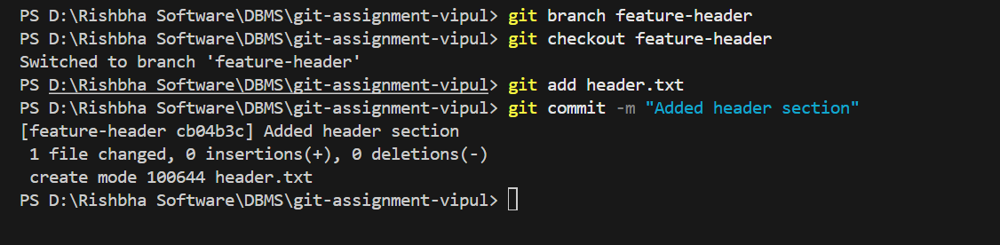 PS D:\Rishbha Software\DBMS\git-assignment-vipul> git branch feature-header
PS D:\Rishbha Software\DBMS\git-assignment-vipul> git checkout feature-header
Switched to branch 'feature-header'
PS D:\Rishbha Software\DBMS\git-assignment-vipul> git add header.txt
PS D:\Rishbha Software\DBMS\git-assignment-vipul> git commit -m "Added header section"
[feature-header cb04b3c] Added header section
 1 file changed, 0 insertions(+), 0 deletions(-)
 create mode 100644 header.txt
PS D:\Rishbha Software\DBMS\git-assignment-vipul>